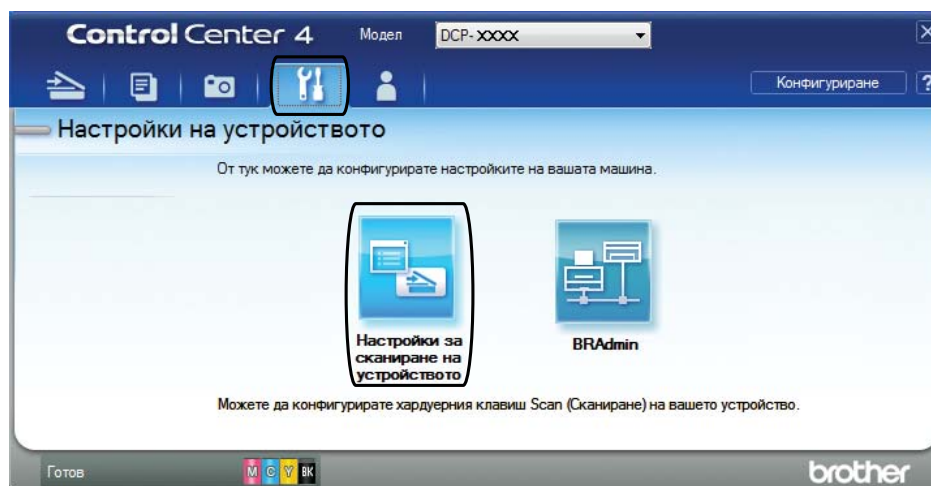 Control Center 4 Модел DCP-XXXX
Конфигуриране ?
Настройки на устройството
От тук можете да конфигурирате настройките на вашата машина.
Настройки за
сканиране на
устройството
BRAdmin
Можете да конфигурирате хардуерния клавиш Scan (Сканиране) на вашето устройство.
Готов M C Y BK brother